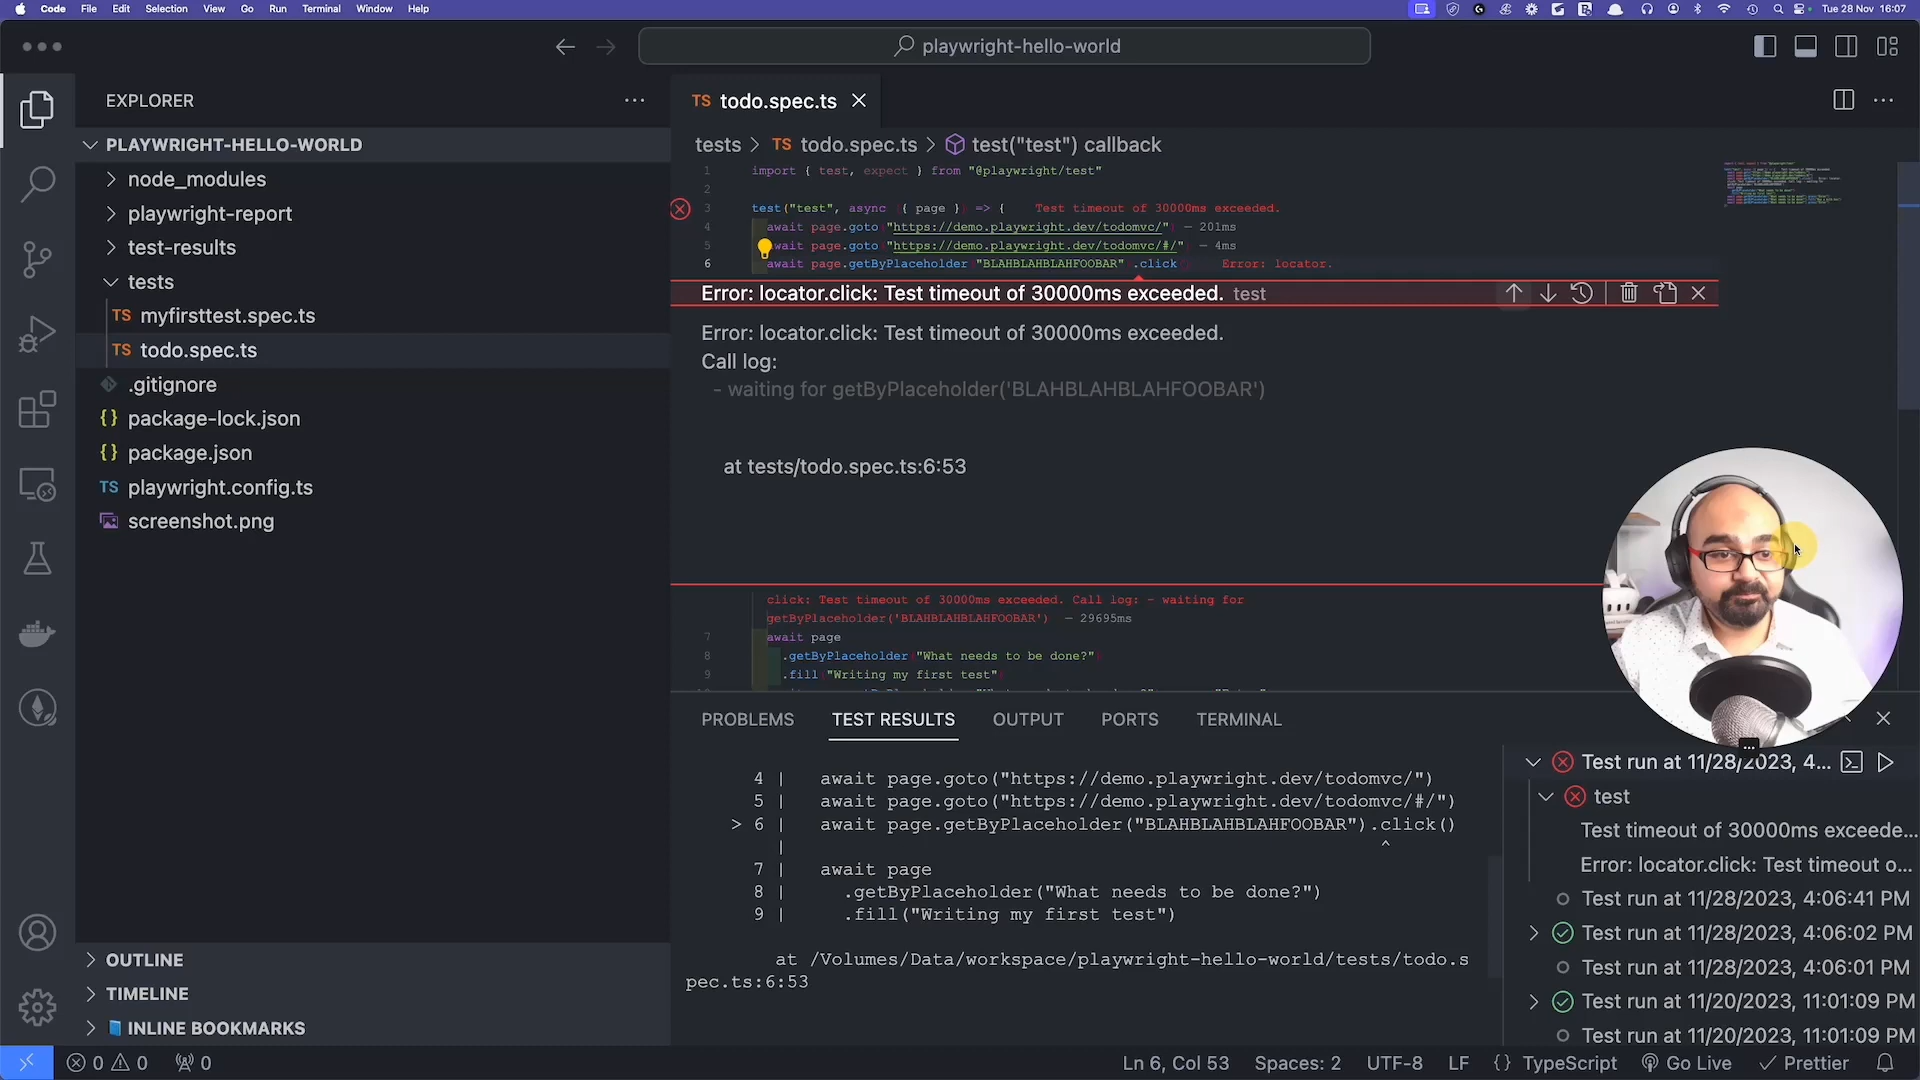 Code File Edit Selection View Go Run Terminal Window Help
Tue 28 Nov 16:07
playwright-hello-world
EXPLORER
PLAYWRIGHT-HELLO-WORLD
node_modules
playwright-report
test-results
tests
TS myfirsttest.spec.ts
TS todo.spec.ts
.gitignore
{} package-lock.json
{} package.json
TS playwright.config.ts
screenshot.png
OUTLINE
TIMELINE
INLINE BOOKMARKS
TS todo.spec.ts
tests > TS todo.spec.ts > test("test") callback
1 import { test, expect } from "@playwright/test"
2
3 test("test", async ({ page }) => { Test timeout of 30000ms exceeded.
4 await page.goto("https://demo.playwright.dev/todomvc/") — 201ms
5 await page.goto("https://demo.playwright.dev/todomvc/#/") — 4ms
6 await page.getByPlaceholder("BLAHBLAHBLAHFOOBAR").click() Error: locator.
Error: locator.click: Test timeout of 30000ms exceeded. test
Error: locator.click: Test timeout of 30000ms exceeded.
Call log:
- waiting for getByPlaceholder('BLAHBLAHBLAHFOOBAR')
at tests/todo.spec.ts:6:53
click: Test timeout of 30000ms exceeded. Call log: - waiting for
getByPlaceholder('BLAHBLAHBLAHFOOBAR') — 29695ms
7 await page
8 .getByPlaceholder("What needs to be done?")
9 .fill("Writing my first test")
PROBLEMS TEST RESULTS OUTPUT PORTS TERMINAL
4 | await page.goto("https://demo.playwright.dev/todomvc/")
5 | await page.goto("https://demo.playwright.dev/todomvc/#/")
> 6 | await page.getByPlaceholder("BLAHBLAHBLAHFOOBAR").click()
| ^
7 | await page
8 | .getByPlaceholder("What needs to be done?")
9 | .fill("Writing my first test")
at /Volumes/Data/workspace/playwright-hello-world/tests/todo.s
pec.ts:6:53
Test run at 11/28/2023, 4...
test
Test timeout of 30000ms exceede...
Error: locator.click: Test timeout o...
Test run at 11/28/2023, 4:06:41 PM
Test run at 11/28/2023, 4:06:02 PM
Test run at 11/28/2023, 4:06:01 PM
Test run at 11/20/2023, 11:01:09 PM
Test run at 11/20/2023, 11:01:09 PM
0 0 0
Ln 6, Col 53 Spaces: 2 UTF-8 LF {} TypeScript Go Live Prettier